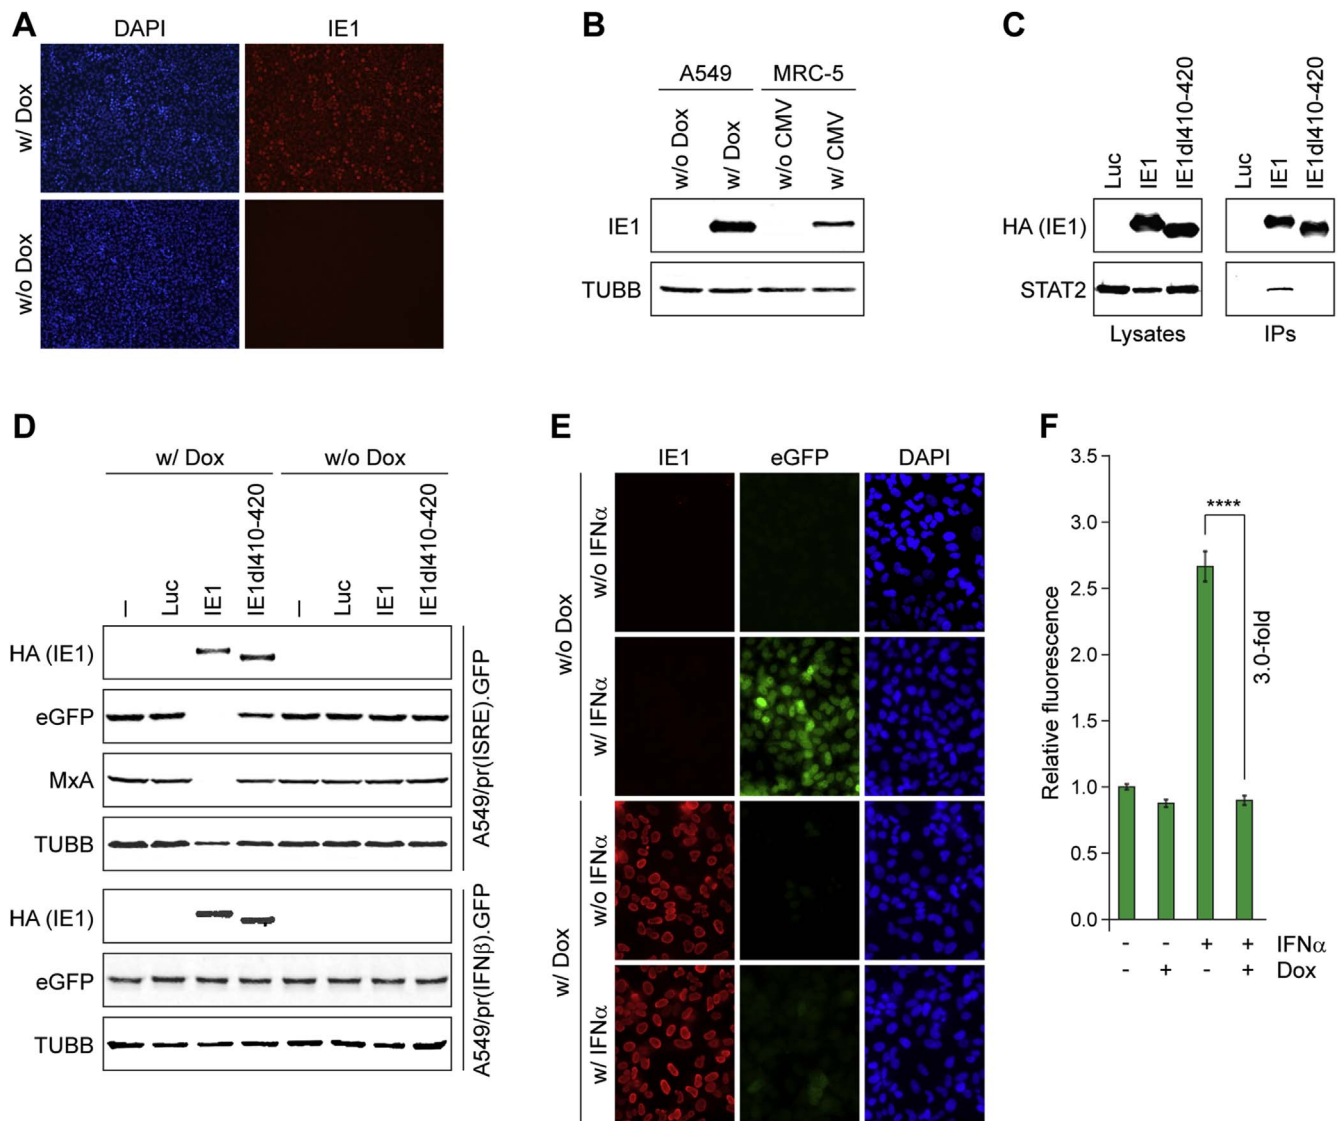 A
DAPI
IE1
w/ Dox
w/o Dox
B
A549
MRC-5
w/o Dox
w/ Dox
w/o CMV
w/ CMV
IE1
TUBB
C
Luc
IE1
IE1dl410-420
Luc
IE1
IE1dl410-420
HA (IE1)
STAT2
Lysates
IPs
D
w/ Dox
w/o Dox
–
Luc
IE1
IE1dl410-420
–
Luc
IE1
IE1dl410-420
HA (IE1)
eGFP
MxA
TUBB
A549/pr(ISRE).GFP
HA (IE1)
eGFP
TUBB
A549/pr(IFNβ).GFP
E
IE1
eGFP
DAPI
w/o Dox
w/o IFNα
w/ IFNα
w/ Dox
w/o IFNα
w/ IFNα
F
Relative fluorescence
3.5
3.0
2.5
2.0
1.5
1.0
0.5
0.0
****
3.0-fold
- - + + IFNα
- + - + Dox